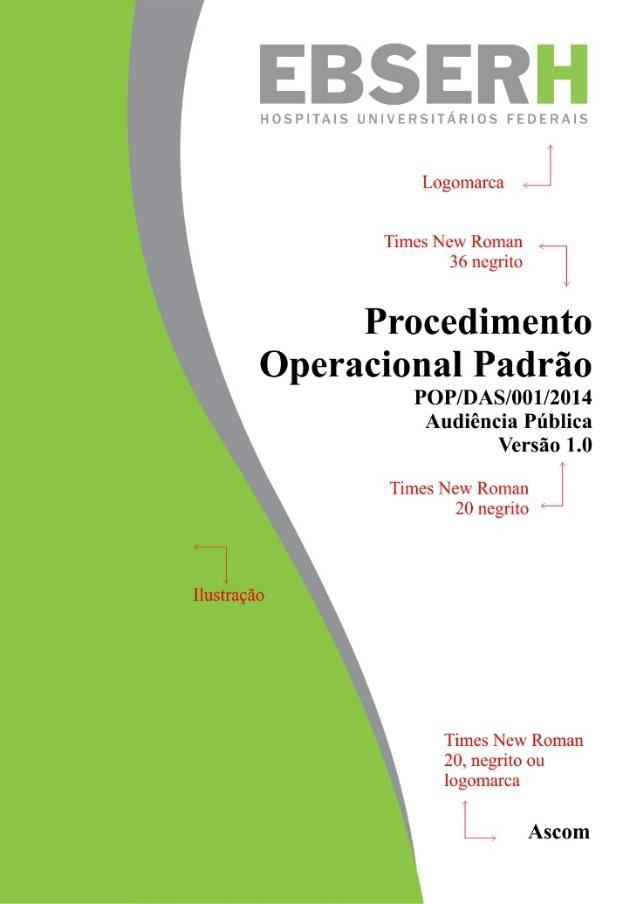 EBSERH
HOSPITAIS UNIVERSITÁRIOS FEDERAIS
Logomarca
Times New Roman
36 negrito
Procedimento
Operacional Padrão
POP/DAS/001/2014
Audiência Pública
Versão 1.0
Times New Roman
20 negrito
Ilustração
Times New Roman
20, negrito ou
logomarca
Ascom